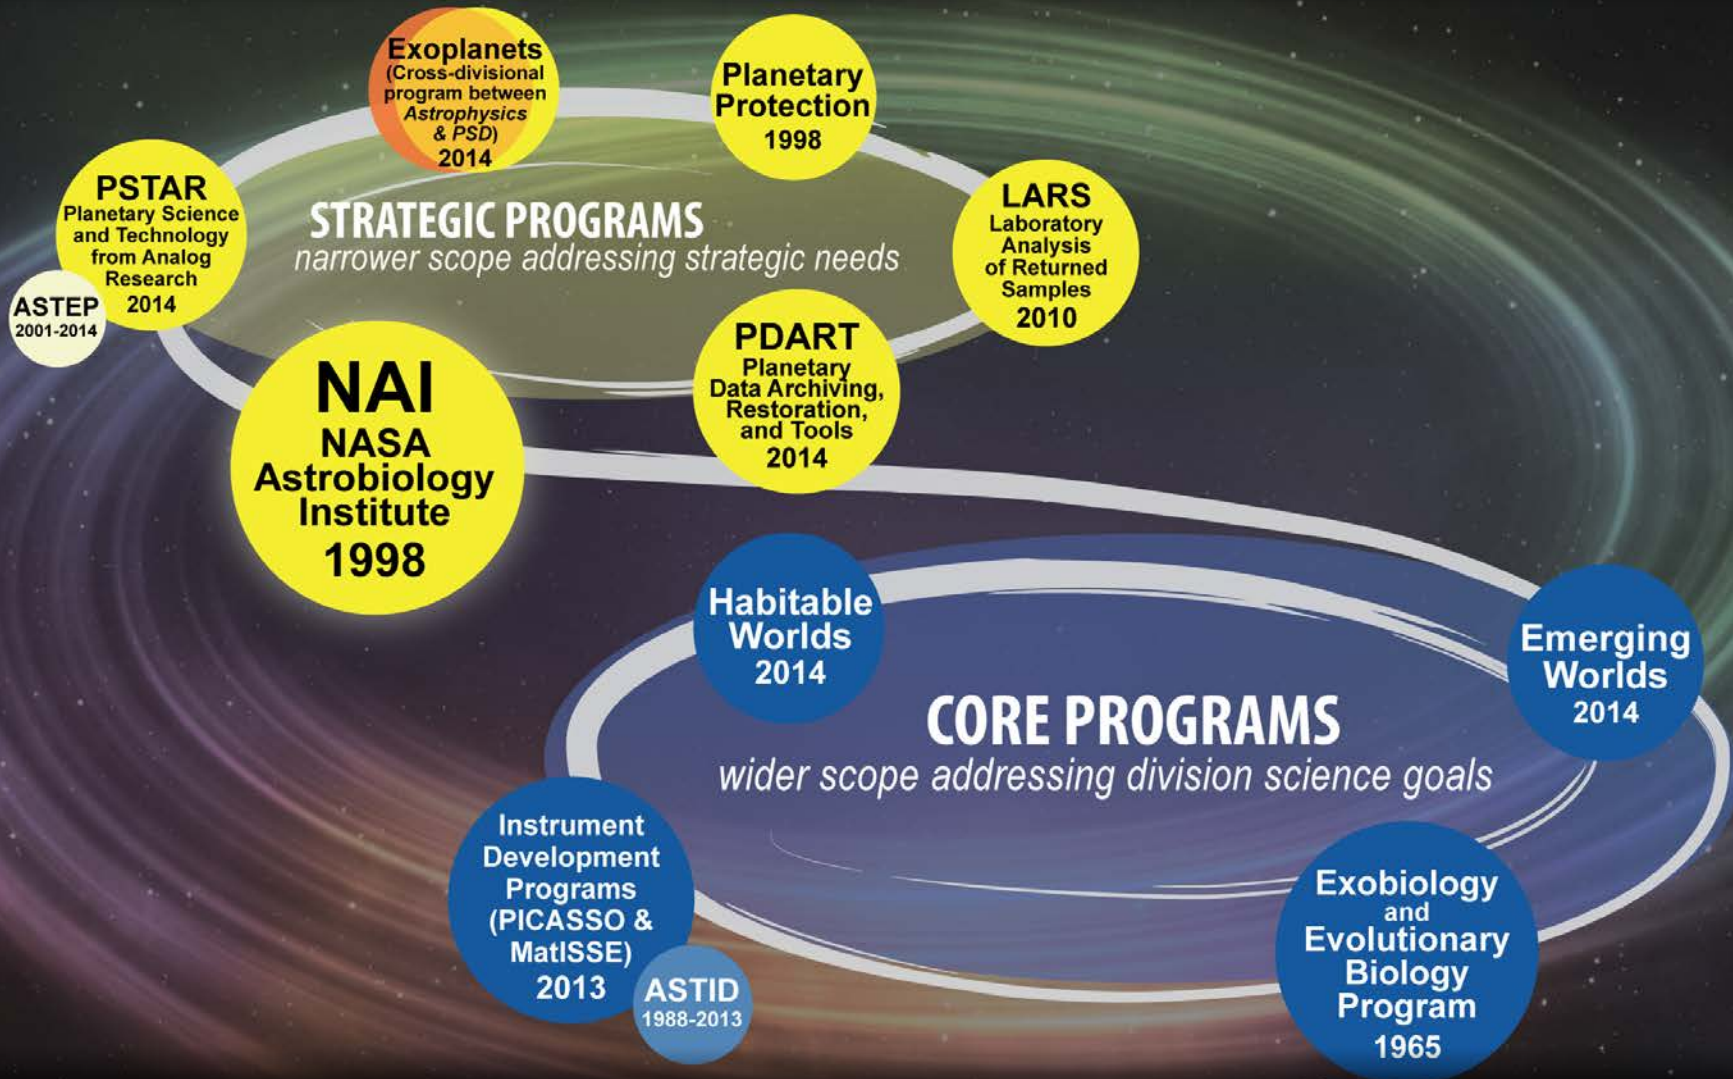 Exoplanets
(Cross-divisional
program between
Astrophysics
& PSD)
2014
Planetary
Protection
1998
PSTAR
Planetary Science
and Technology
from Analog
Research
2014
ASTEP
2001-2014
STRATEGIC PROGRAMS
narrower scope addressing strategic needs
LARS
Laboratory
Analysis
of Returned
Samples
2010
NAI
NASA
Astrobiology
Institute
1998
PDART
Planetary
Data Archiving,
Restoration,
and Tools
2014
Habitable
Worlds
2014
Emerging
Worlds
2014
CORE PROGRAMS
wider scope addressing division science goals
Instrument
Development
Programs
(PICASSO &
MatISSE)
2013
ASTID
1988-2013
Exobiology
and
Evolutionary
Biology
Program
1965